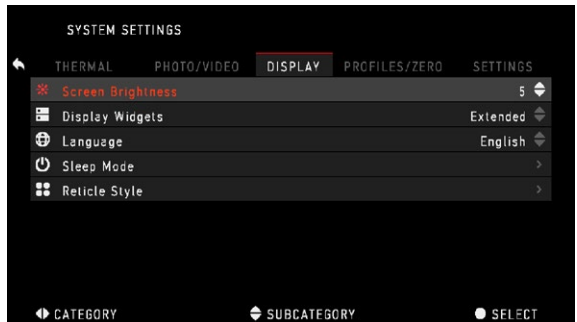 SYSTEM SETTINGS
THERMAL PHOTO/VIDEO DISPLAY PROFILES/ZERO SETTINGS
Screen Brightness 5
Display Widgets Extended
Language English
Sleep Mode
Reticle Style
CATEGORY SUBCATEGORY SELECT